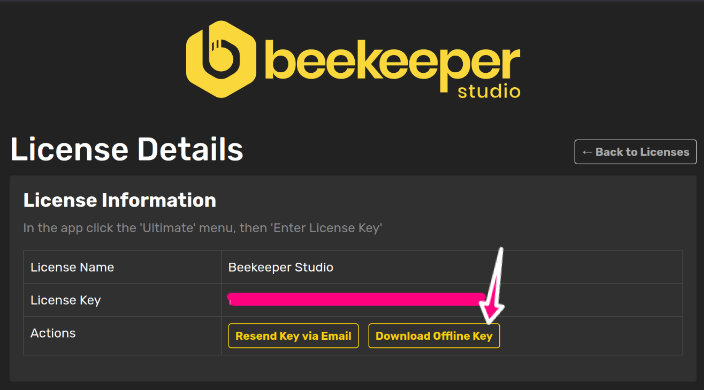 beekeeper
studio
License Details
← Back to Licenses
License Information
In the app click the 'Ultimate' menu, then 'Enter License Key'
License Name Beekeeper Studio
License Key
Actions Resend Key via Email Download Offline Key